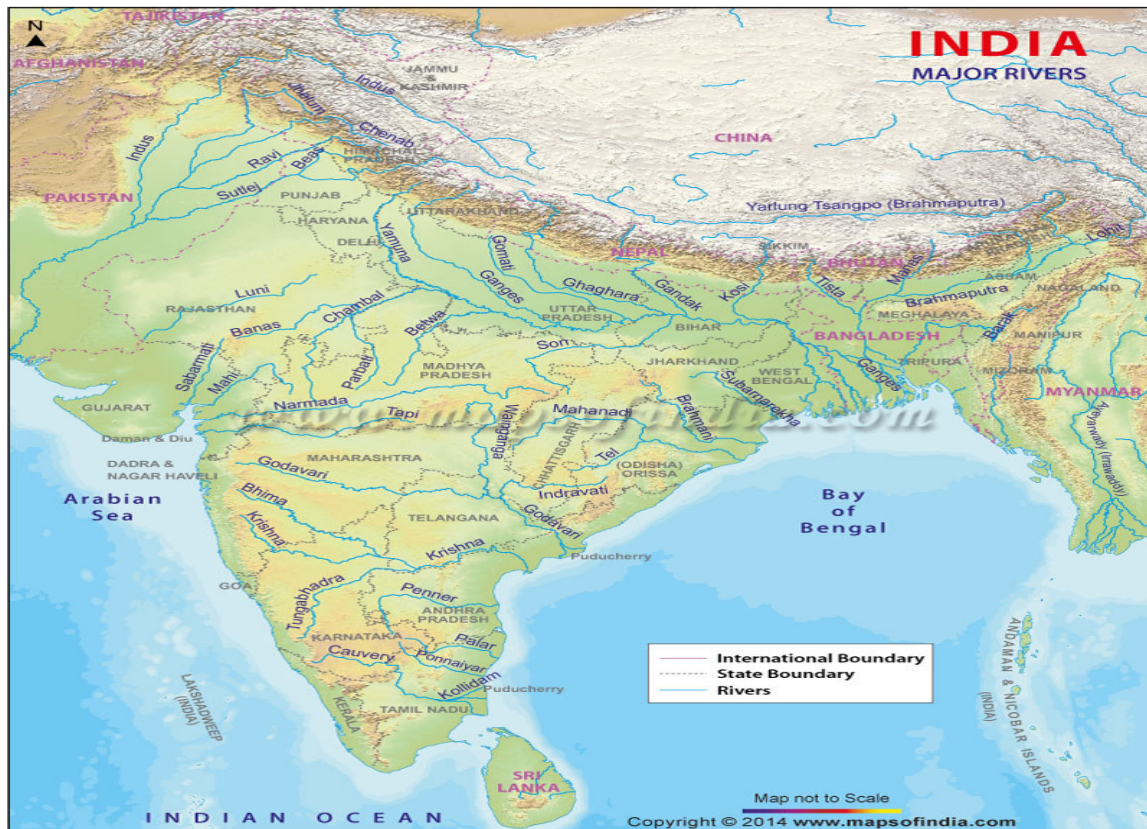 INDIA
MAJOR RIVERS
N
TAJIKISTAN
AFGHANISTAN
JAMMU
&
KASHMIR
Indus
Jhelum
Chenab
CHINA
Indus
Ravi
Beas
HIMACHAL
PRADESH
Sutlej
PAKISTAN
PUNJAB
Yarlung Tsangpo (Brahmaputra)
UTTARAKHAND
HARYANA
DELHI
Yamuna
Gomati
NEPAL
SIKKIM
BHUTAN
Manas
ASSAM
NAGALAND
Luni
RAJASTHAN
Chambal
Banas
Ganges
Ghaghara
Gandak
Kosi
Tista
Brahmaputra
MEGHALAYA
UTTAR
PRADESH
BIHAR
BANGLADESH
Barak
MANIPUR
Betwa
Son
Sabarmati
Mahi
Parbati
MADHYA
PRADESH
JHARKHAND
WEST
BENGAL
Ganges
TRIPURA
MIZORAM
MYANMAR
Subarnarekha
GUJARAT
Narmada
Tapi
Wainganga
Mahanadi
Brahmani
www.mapsofindia.com
Daman & Diu
DADRA &
NAGAR HAVELI
MAHARASHTRA
CHHATTISGARH
Tel
(ODISHA)
ORISSA
Ayeyarwady (Irrawaddy)
Godavari
Indravati
Arabian
Sea
Bay
of
Bengal
Bhima
TELANGANA
Godavari
Krishna
Krishna
Puducherry
GOA
Tungabhadra
Penner
ANDHRA
PRADESH
KARNATAKA
Palar
Cauvery
Ponnaiyar
Kollidam
Puducherry
LAKSHADWEEP
(INDIA)
KERALA
TAMIL NADU
ANDAMAN & NICOBAR ISLANDS
(INDIA)
International Boundary
State Boundary
Rivers
SRI
LANKA
INDIAN OCEAN
Map not to Scale
Copyright © 2014 www.mapsofindia.com